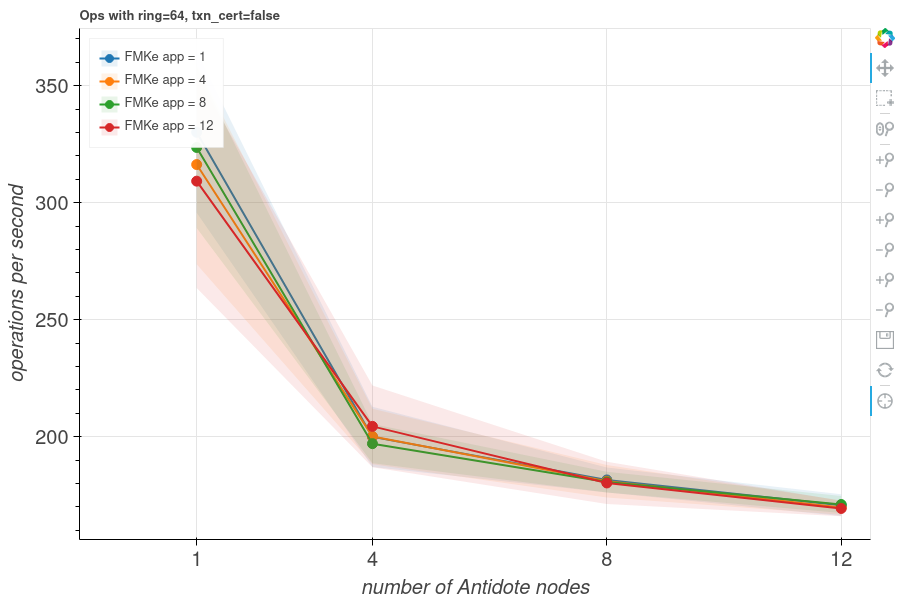 Ops with ring=64, txn_cert=false
FMKe app = 1
FMKe app = 4
FMKe app = 8
FMKe app = 12
350
300
250
200
operations per second
1 4 8 12
number of Antidote nodes